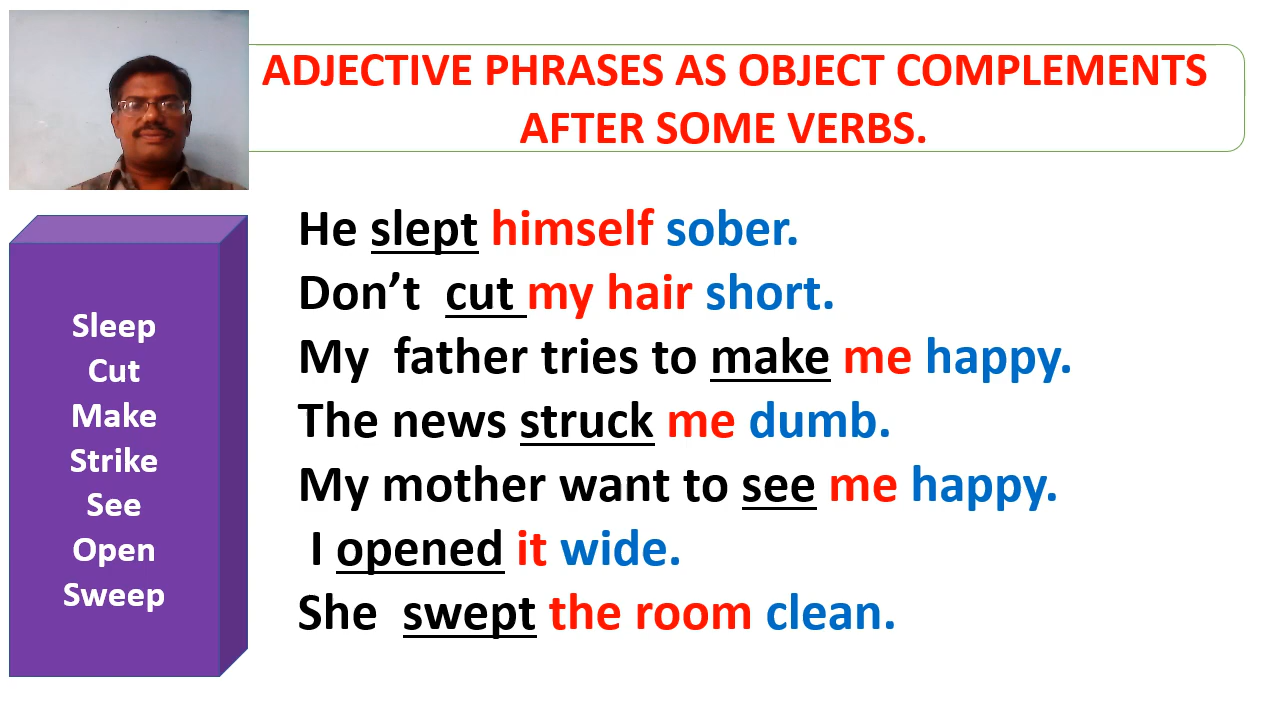 ADJECTIVE PHRASES AS OBJECT COMPLEMENTS
AFTER SOME VERBS.
Sleep
Cut
Make
Strike
See
Open
Sweep
He slept himself sober.
Don’t cut my hair short.
My father tries to make me happy.
The news struck me dumb.
My mother want to see me happy.
I opened it wide.
She swept the room clean.